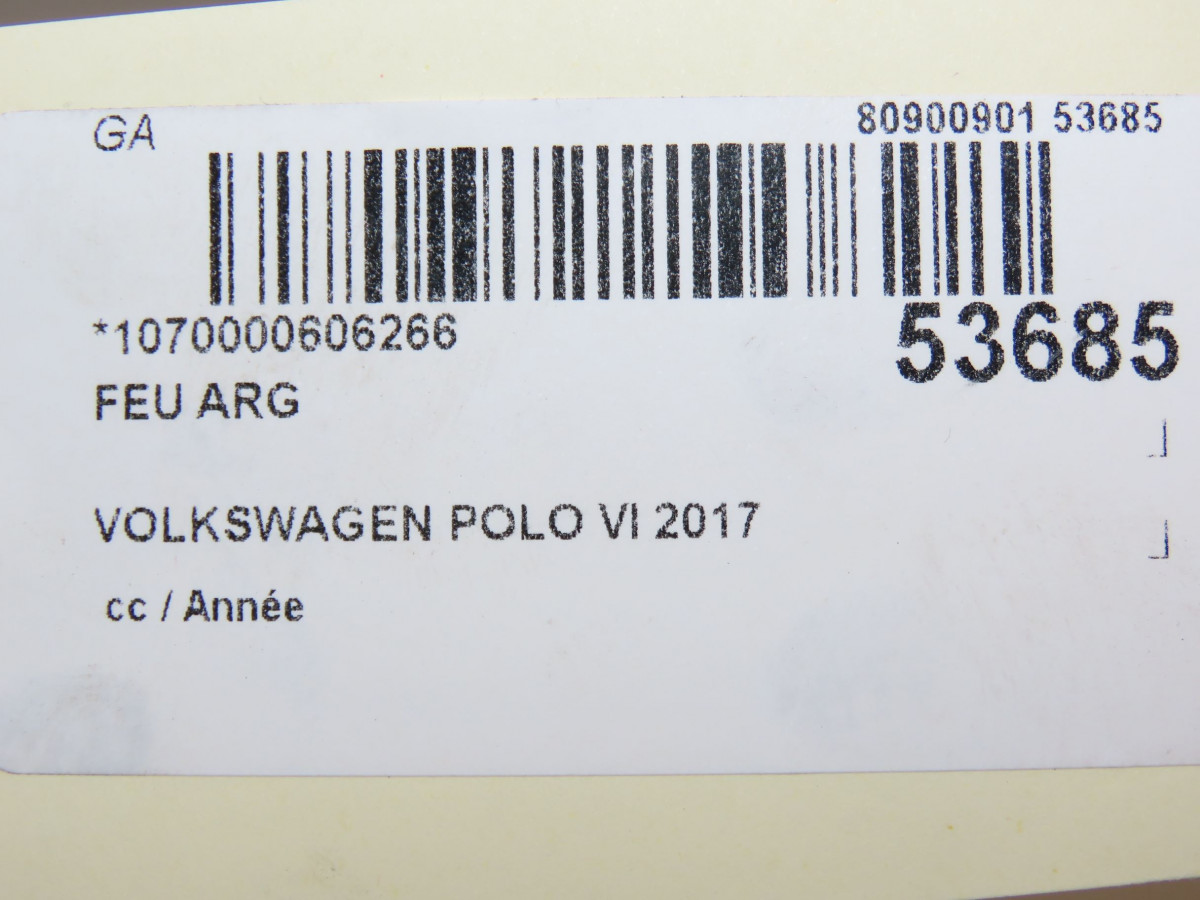 GA
80900901 53685
*1070000606266
53685
FEU ARG
VOLKSWAGEN POLO VI 2017
cc / Année